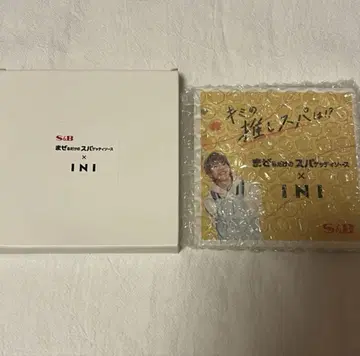 S&B
まぜるだけのスパゲッティソース
×
INI
キミの
推しスパは!?
まぜるだけのスパゲッティソース
×
INI
S&B